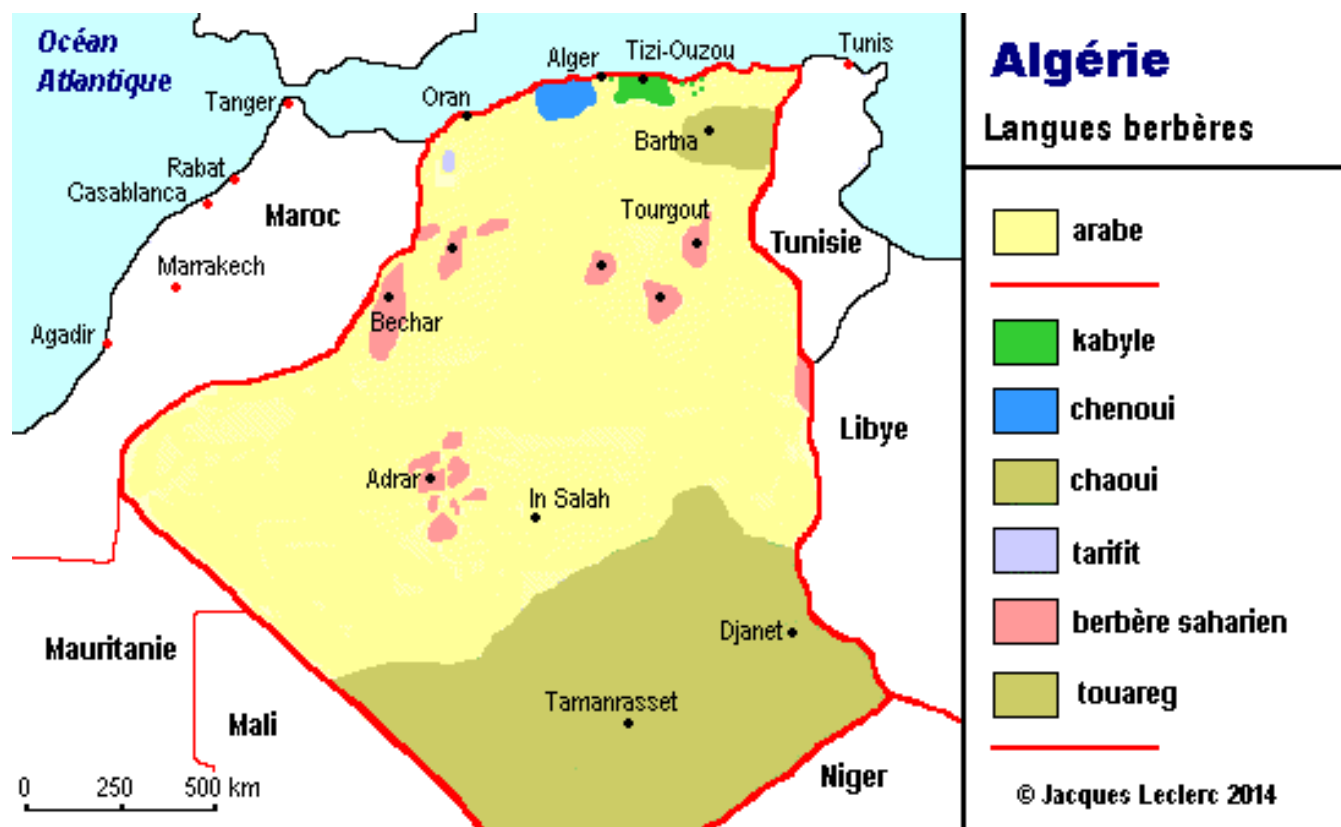 Océan
Atlantique
Tanger
Rabat
Casablanca
Maroc
Marrakech
Agadir
Oran
Alger
Tizi-Ouzou
Tunis
Bartna
Tourgout
Tunisie
Bechar
Libye
Adrar
In Salah
Djanet
Tamanrasset
Mauritanie
Mali
Niger
0 250 500 km
Algérie
Langues berbères
arabe
kabyle
chenoui
chaoui
tarifit
berbère saharien
touareg
© Jacques Leclerc 2014